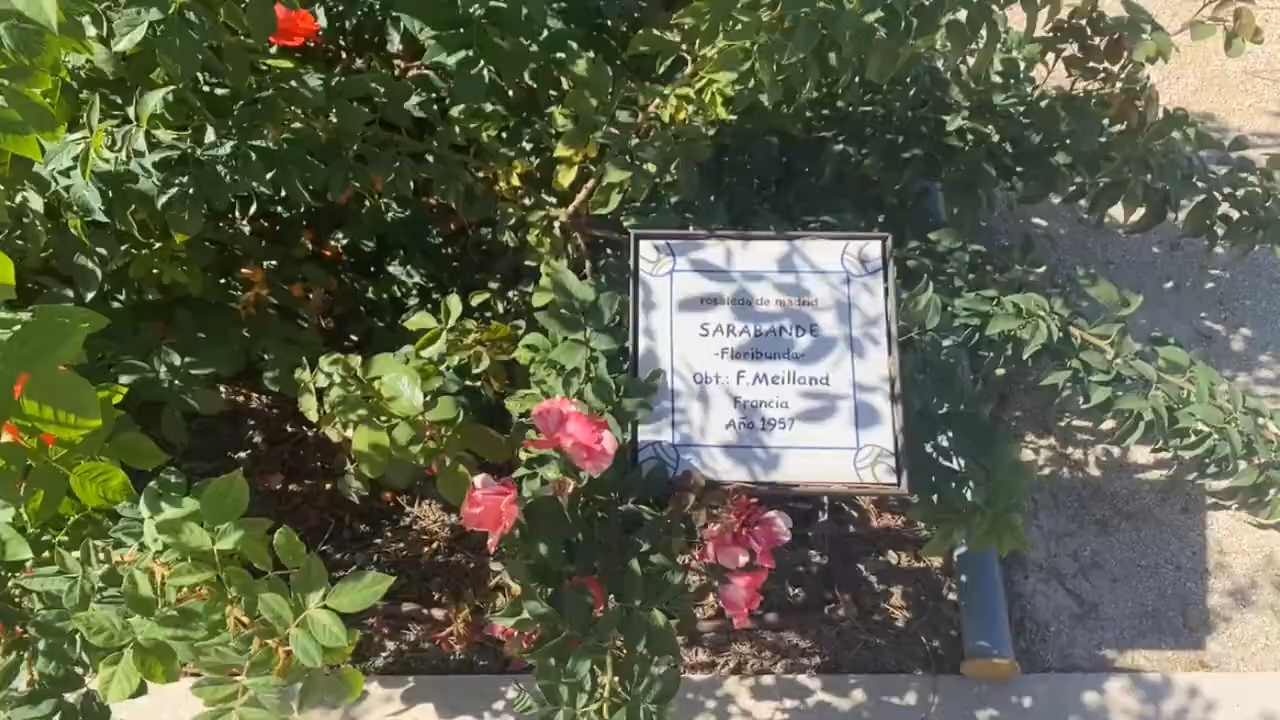 rosaleda de madrid
SARABANDE
-Floribunda-
Obt.: F. Meilland
Francia
Año 1957